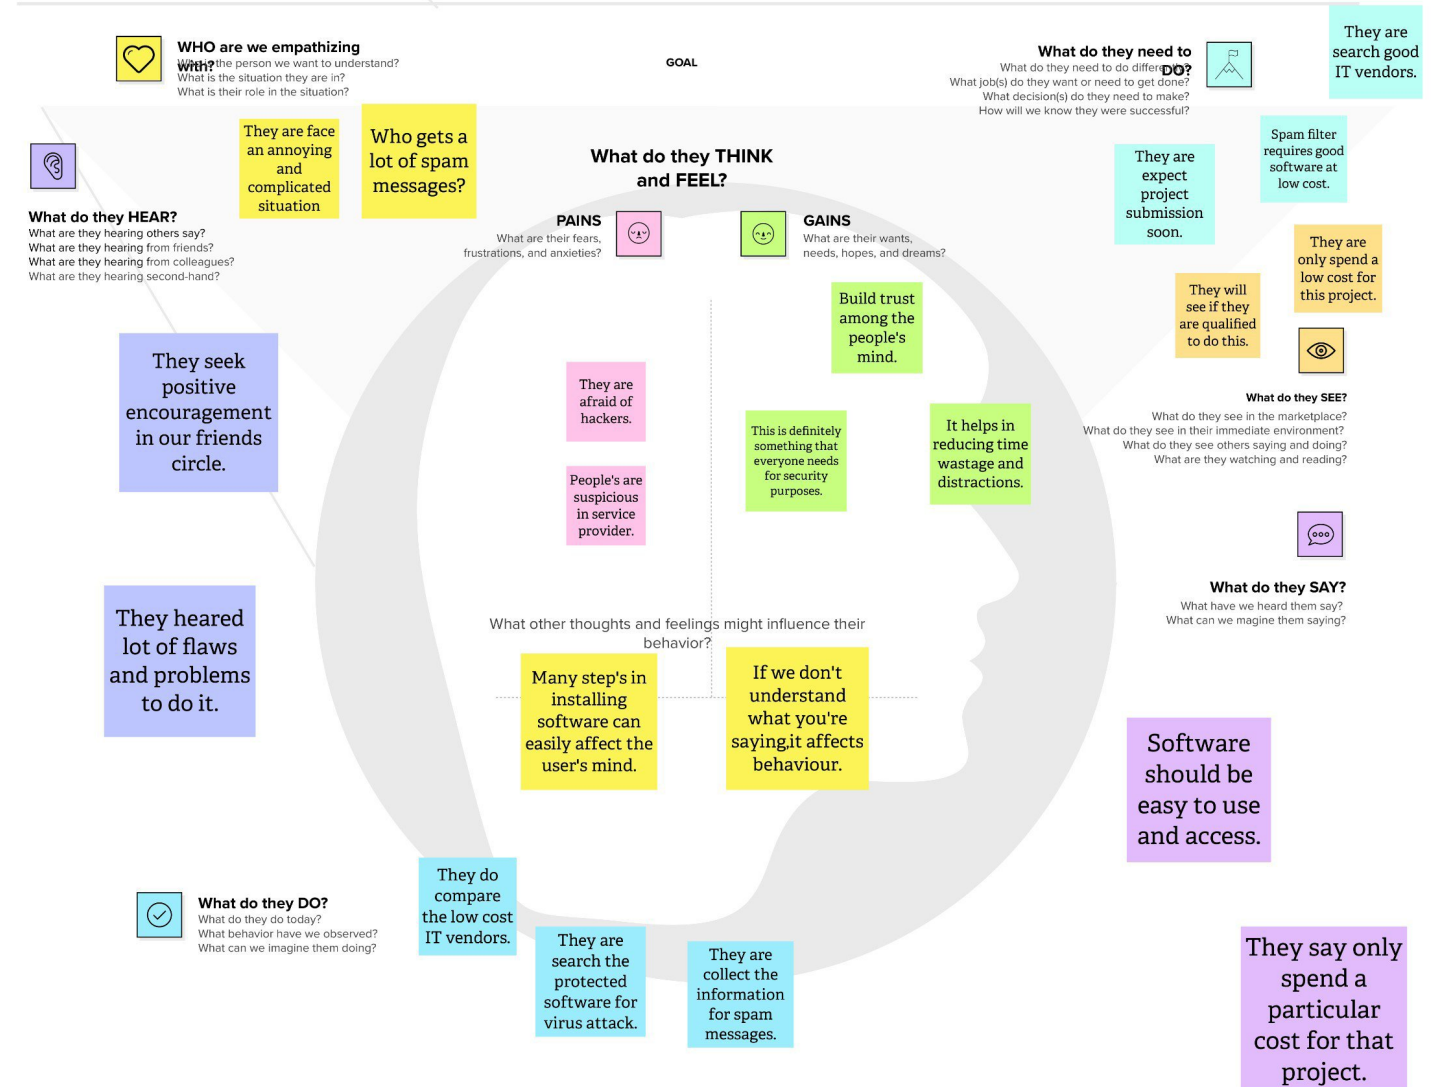 WHO are we empathizing
with?
Who is the person we want to understand?
What is the situation they are in?
What is their role in the situation?
GOAL
What do they need to
DO?
What do they need to do differently?
What job(s) do they want or need to get done?
What decision(s) do they need to make?
How will we know they were successful?
They are
search good
IT vendors.
They are face
an annoying
and
complicated
situation
Who gets a
lot of spam
messages?
Spam filter
requires good
software at
low cost.
They are
expect
project
submission
soon.
What do they HEAR?
What are they hearing others say?
What are they hearing from friends?
What are they hearing from colleagues?
What are they hearing second-hand?
What do they THINK
and FEEL?
PAINS
What are their fears,
frustrations, and anxieties?
GAINS
What are their wants,
needs, hopes, and dreams?
They are
only spend a
low cost for
this project.
They will
see if they
are qualified
to do this.
Build trust
among the
people's
mind.
They seek
positive
encouragement
in our friends
circle.
They are
afraid of
hackers.
This is definitely
something that
everyone needs
for security
purposes.
It helps in
reducing time
wastage and
distractions.
What do they SEE?
What do they see in the marketplace?
What do they see in their immediate environment?
What do they see others saying and doing?
What are they watching and reading?
People's are
suspicious
in service
provider.
They heared
lot of flaws
and problems
to do it.
What do they SAY?
What have we heard them say?
What can we magine them saying?
What other thoughts and feelings might influence their
behavior?
Many step's in
installing
software can
easily affect the
user's mind.
If we don't
understand
what you're
saying,it affects
behaviour.
Software
should be
easy to use
and access.
What do they DO?
What do they do today?
What behavior have we observed?
What can we imagine them doing?
They do
compare
the low cost
IT vendors.
They are
search the
protected
software for
virus attack.
They are
collect the
information
for spam
messages.
They say only
spend a
particular
cost for that
project.